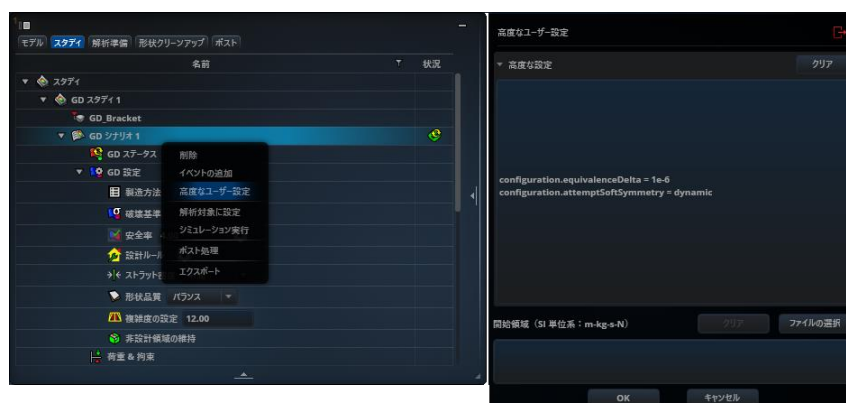 モデル スタディ 解析準備 形状クリーンアップ ポスト
名前 状況
スタディ
GD スタディ 1
GD_Bracket
GD シナリオ 1
GD ステータス
GD 設定
製造方法
破壊基準
安全率
設計ルール
ストラット
形状品質 バランス
複雑度の設定 12.00
非設計領域の維持
荷重 & 拘束
削除
イベントの追加
高度なユーザー設定
解析対象に設定
シミュレーション実行
ポスト処理
エクスポート
高度なユーザー設定
高度な設定 クリア
configuration.equivalenceDelta = 1e-6
configuration.attemptSoftSymmetry = dynamic
開始領域（SI 単位系：m-kg-s-N） クリア ファイルの選択
OK キャンセル